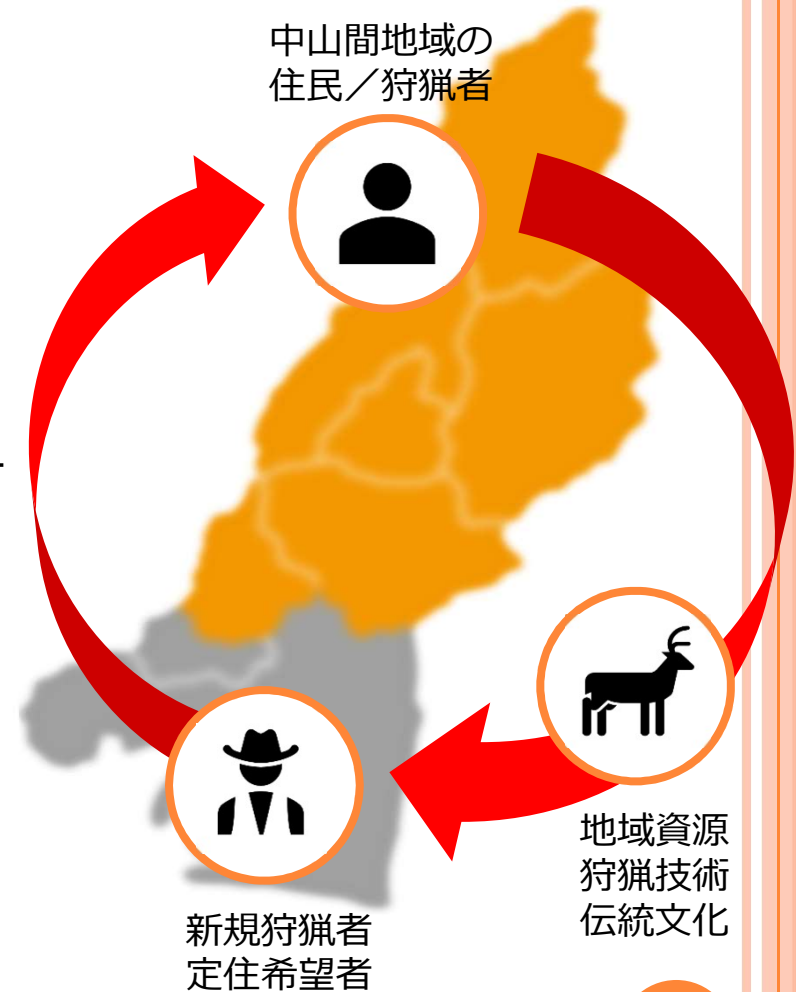 中山間地域の
住民／狩猟者
地域資源
狩猟技術
伝統文化
新規狩猟者
定住希望者